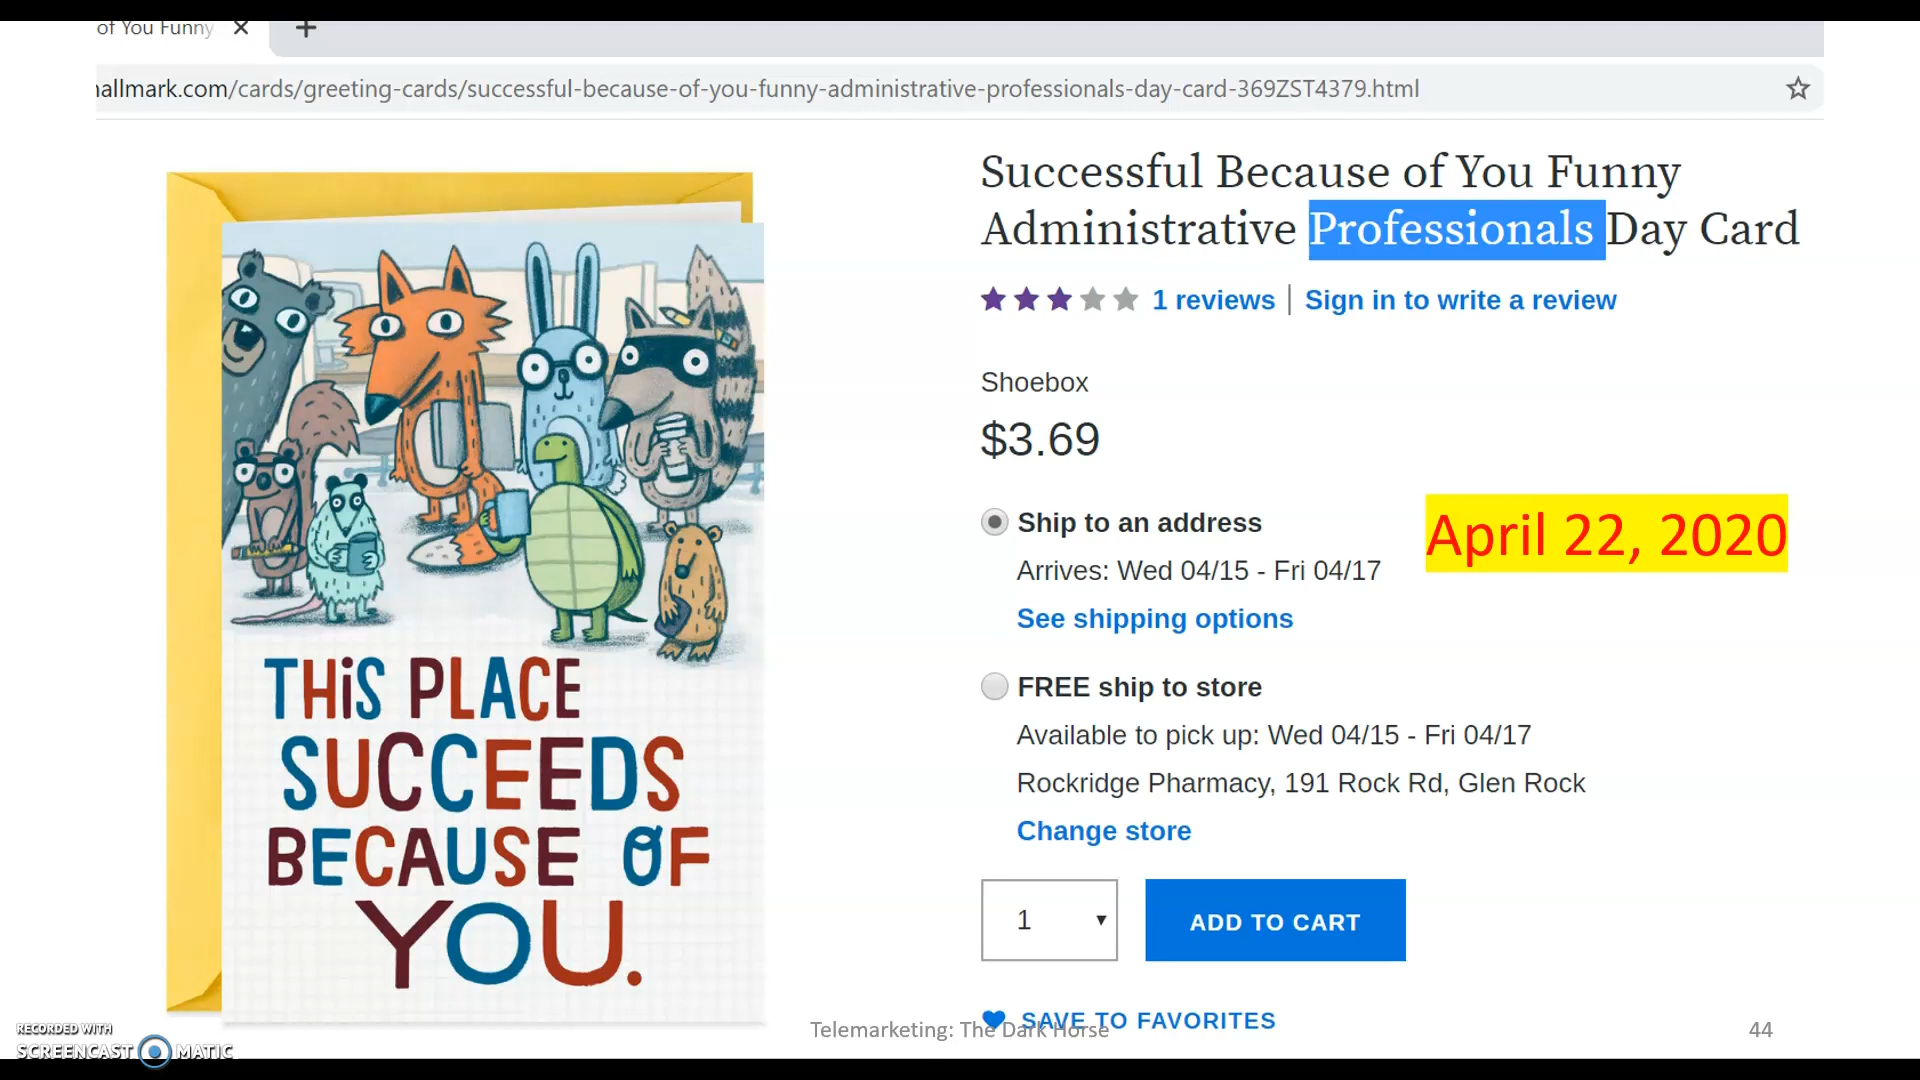 of You Funny
allmark.com/cards/greeting-cards/successful-because-of-you-funny-administrative-professionals-day-card-369ZST4379.html
Successful Because of You Funny
Administrative Professionals Day Card
1 reviews | Sign in to write a review
Shoebox
$3.69
Ship to an address
April 22, 2020
Arrives: Wed 04/15 - Fri 04/17
See shipping options
FREE ship to store
Available to pick up: Wed 04/15 - Fri 04/17
Rockridge Pharmacy, 191 Rock Rd, Glen Rock
Change store
1
ADD TO CART
SAVE TO FAVORITES
THiS PLACE
SUCCEEDS
BECAUSE OF
YOU.
Telemarketing: The Dark Horse
44
RECORDED WITH
SCREENCAST MATIC